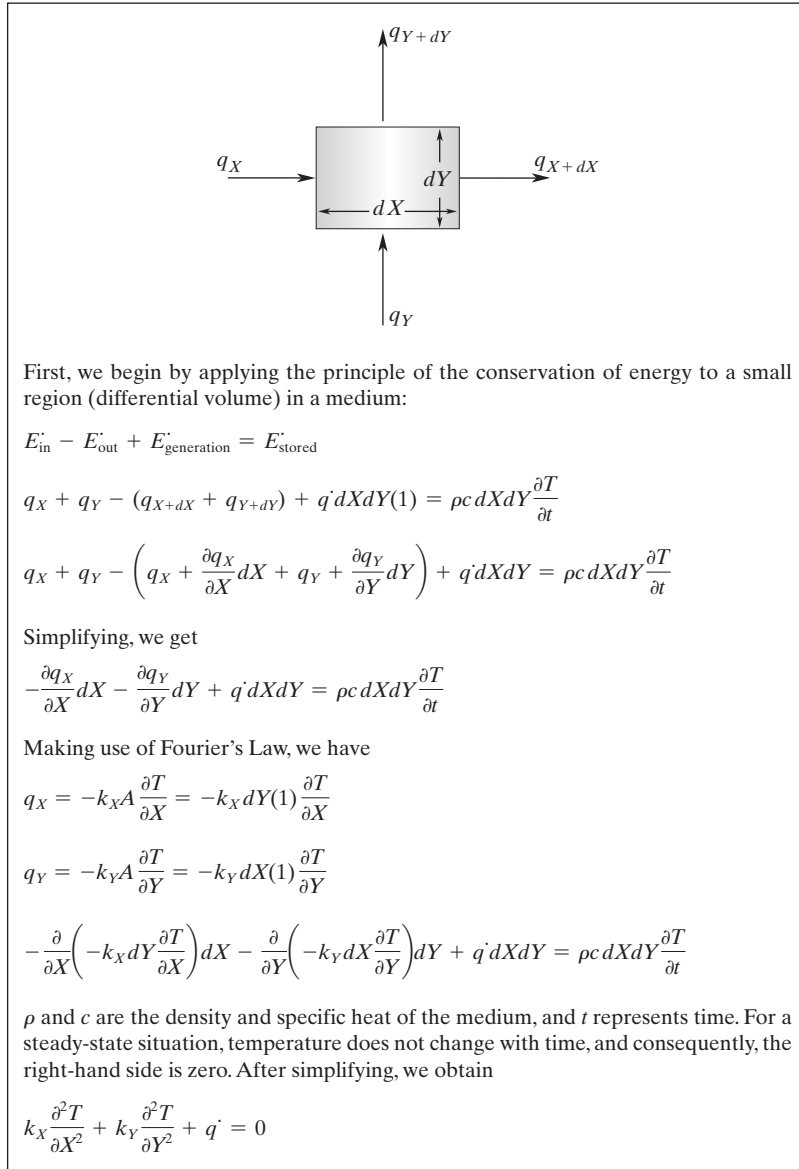 q_{Y+dY}
q_X
q_{X+dX}
dY
dX
q_Y
First, we begin by applying the principle of the conservation of energy to a small
region (differential volume) in a medium:
E˙_in − E˙_out + E˙_generation = E˙_stored
q_X + q_Y − (q_{X+dX} + q_{Y+dY}) + q˙dXdY(1) = ρc dXdY ∂T/∂t
q_X + q_Y − (q_X + ∂q_X/∂X dX + q_Y + ∂q_Y/∂Y dY) + q˙dXdY = ρc dXdY ∂T/∂t
Simplifying, we get
−∂q_X/∂X dX − ∂q_Y/∂Y dY + q˙dXdY = ρc dXdY ∂T/∂t
Making use of Fourier's Law, we have
q_X = −k_X A ∂T/∂X = −k_X dY(1) ∂T/∂X
q_Y = −k_Y A ∂T/∂Y = −k_Y dX(1) ∂T/∂Y
−∂/∂X(−k_X dY ∂T/∂X)dX − ∂/∂Y(−k_Y dX ∂T/∂Y)dY + q˙dXdY = ρc dXdY ∂T/∂t
ρ and c are the density and specific heat of the medium, and t represents time. For a
steady-state situation, temperature does not change with time, and consequently, the
right-hand side is zero. After simplifying, we obtain
k_X ∂²T/∂X² + k_Y ∂²T/∂Y² + q˙ = 0